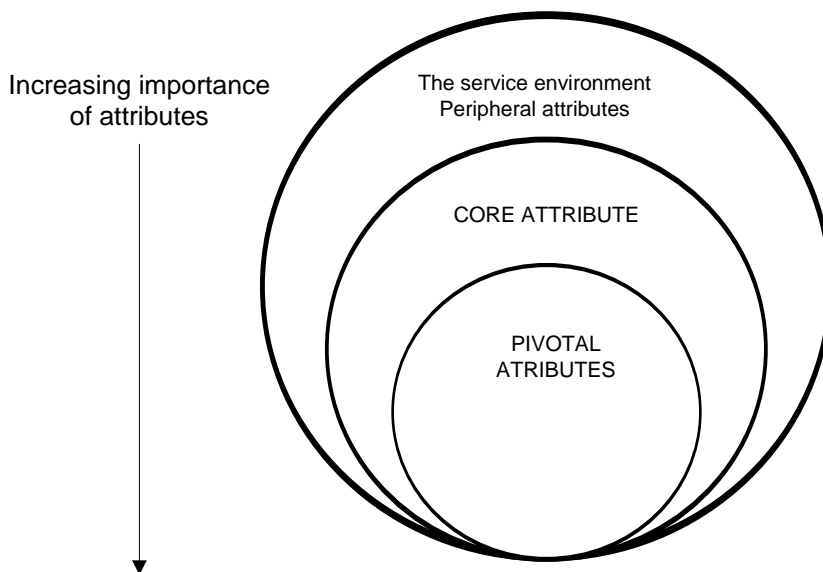 Increasing importance
of attributes
The service environment
Peripheral attributes
CORE ATTRIBUTE
PIVOTAL
ATRIBUTES